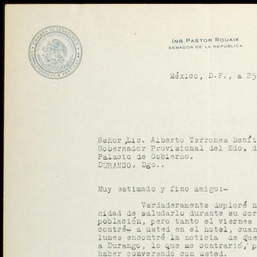 ING. PASTOR ROUAIX
SENADOR DE LA REPÚBLICA
México, D.F., a 25
Señor Lic. Alberto Terrones Benít
Gobernador Provisional del Edo. d
Palacio de Gobierno.
DURANGO, Dgo..
Muy estimado y fino amigo:-
Verdaderamente deploré n
nidad de saludarlo durante su cor
población, pero tanto el viernes
contré a usted en el hotel, cuan
lunes encontré la noticia de que
a Durango, lo que me contrarió, p
haber conversado con usted.